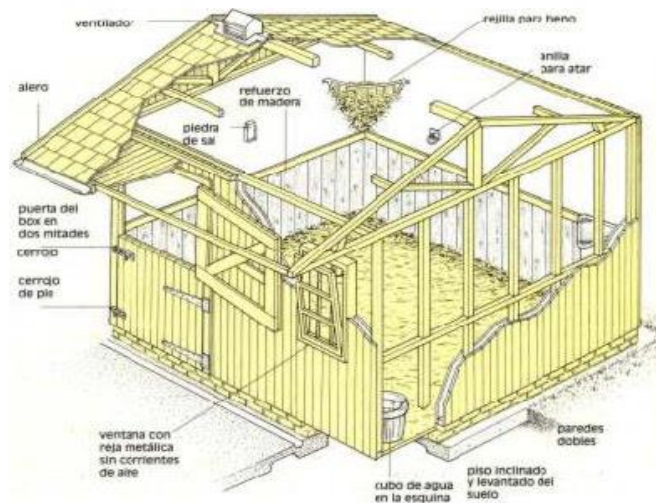 ventilador
rejilla para heno
anilla
para atar
alero
refuerzo
de madera
piedra
de sal
puerta del
box en
dos mitades
cerrojo
cerrojo
de pie
ventana con
reja metálica
sin corrientes
de aire
cubo de agua
en la esquina
piso inclinado
y levantado del
suelo
paredes
dobles